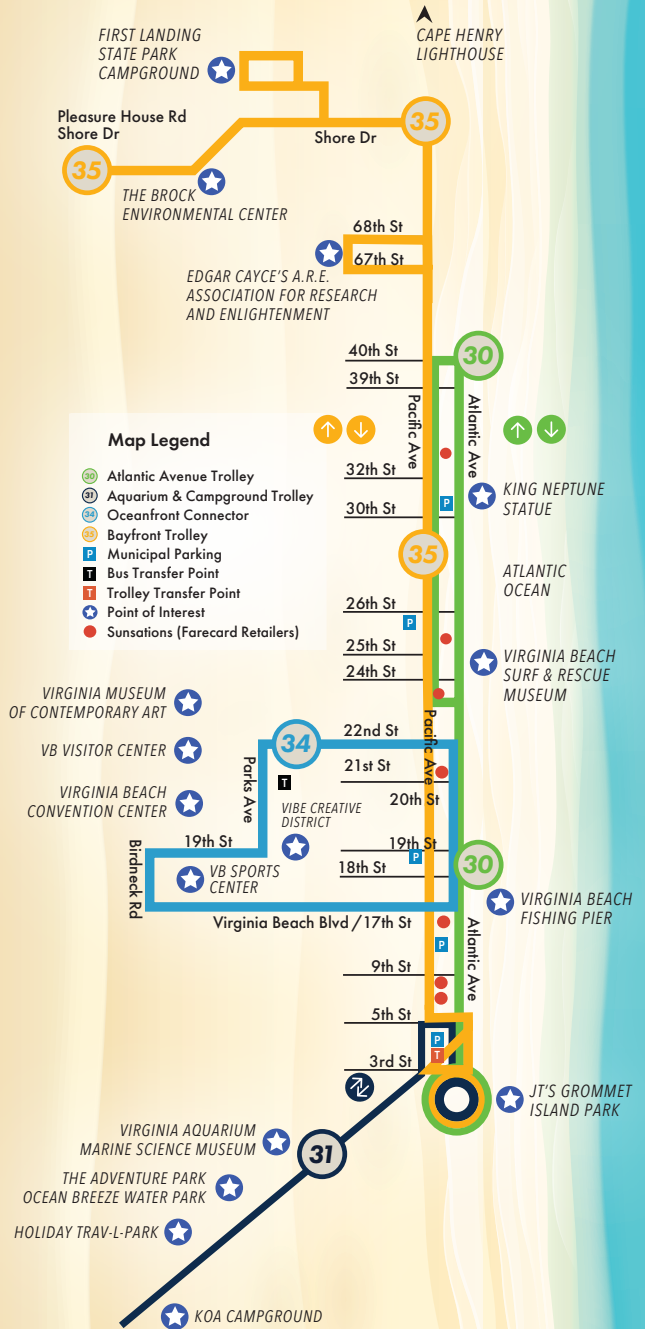 FIRST LANDING
STATE PARK
CAMPGROUND
CAPE HENRY
LIGHTHOUSE
Pleasure House Rd
Shore Dr
35
Shore Dr
35
THE BROCK
ENVIRONMENTAL CENTER
68th St
67th St
EDGAR CAYCE'S A.R.E.
ASSOCIATION FOR RESEARCH
AND ENLIGHTENMENT
40th St
30
39th St
Pacific Ave
Atlantic Ave
Map Legend
30 Atlantic Avenue Trolley
31 Aquarium & Campground Trolley
34 Oceanfront Connector
35 Bayfront Trolley
P Municipal Parking
T Bus Transfer Point
T Trolley Transfer Point
Point of Interest
Sunsations (Farecard Retailers)
32th St
P
KING NEPTUNE
STATUE
30th St
35
ATLANTIC
OCEAN
26th St
P
25th St
24th St
VIRGINIA BEACH
SURF & RESCUE
MUSEUM
VIRGINIA MUSEUM
OF CONTEMPORARY ART
VB VISITOR CENTER
VIRGINIA BEACH
CONVENTION CENTER
34
22nd St
Pacific Ave
21st St
T
Parks Ave
20th St
VIBE CREATIVE
DISTRICT
19th St
19th St
P
18th St
30
VB SPORTS
CENTER
Birdneck Rd
VIRGINIA BEACH
FISHING PIER
Virginia Beach Blvd/17th St
Atlantic Ave
P
9th St
5th St
P
T
3rd St
JT'S GROMMET
ISLAND PARK
VIRGINIA AQUARIUM
MARINE SCIENCE MUSEUM
31
THE ADVENTURE PARK
OCEAN BREEZE WATER PARK
HOLIDAY TRAV-L-PARK
KOA CAMPGROUND